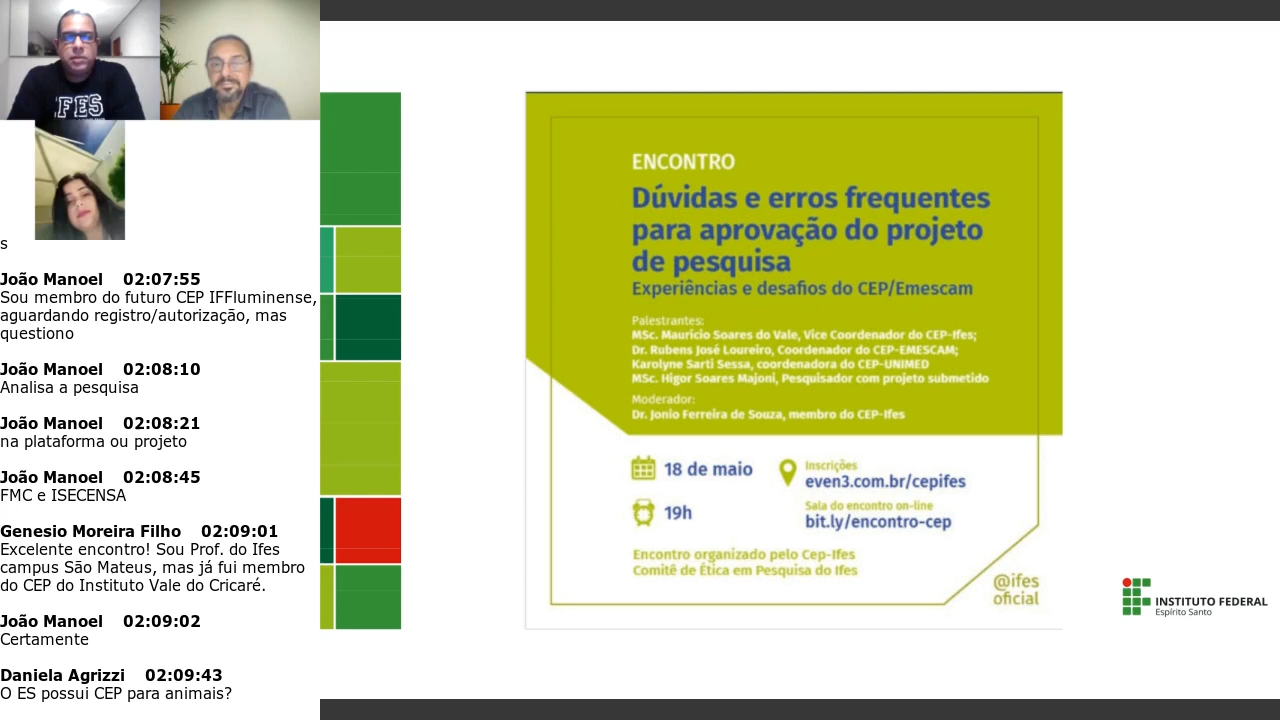 IFES
s
João Manoel 02:07:55
Sou membro do futuro CEP IFFluminense,
aguardando registro/autorização, mas
questiono
João Manoel 02:08:10
Analisa a pesquisa
João Manoel 02:08:21
na plataforma ou projeto
João Manoel 02:08:45
FMC e ISECENSA
Genesio Moreira Filho 02:09:01
Excelente encontro! Sou Prof. do Ifes
campus São Mateus, mas já fui membro
do CEP do Instituto Vale do Cricaré.
João Manoel 02:09:02
Certamente
Daniela Agrizzi 02:09:43
O ES possui CEP para animais?
ENCONTRO
Dúvidas e erros frequentes
para aprovação do projeto
de pesquisa
Experiências e desafios do CEP/Emescam
Palestrantes:
MSc. Maurício Soares do Vale, Vice Coordenador do CEP-Ifes;
Dr. Rubens José Loureiro, Coordenador do CEP-EMESCAM;
Karolyne Sarti Sessa, coordenadora do CEP-UNIMED
MSc. Higor Soares Majoni, Pesquisador com projeto submetido
Moderador:
Dr. Jonio Ferreira de Souza, membro do CEP-Ifes
18 de maio
19h
Inscrições
even3.com.br/cepifes
Sala do encontro on-line
bit.ly/encontro-cep
Encontro organizado pelo Cep-Ifes
Comitê de Ética em Pesquisa do Ifes
@ifes
oficial
INSTITUTO FEDERAL
Espírito Santo